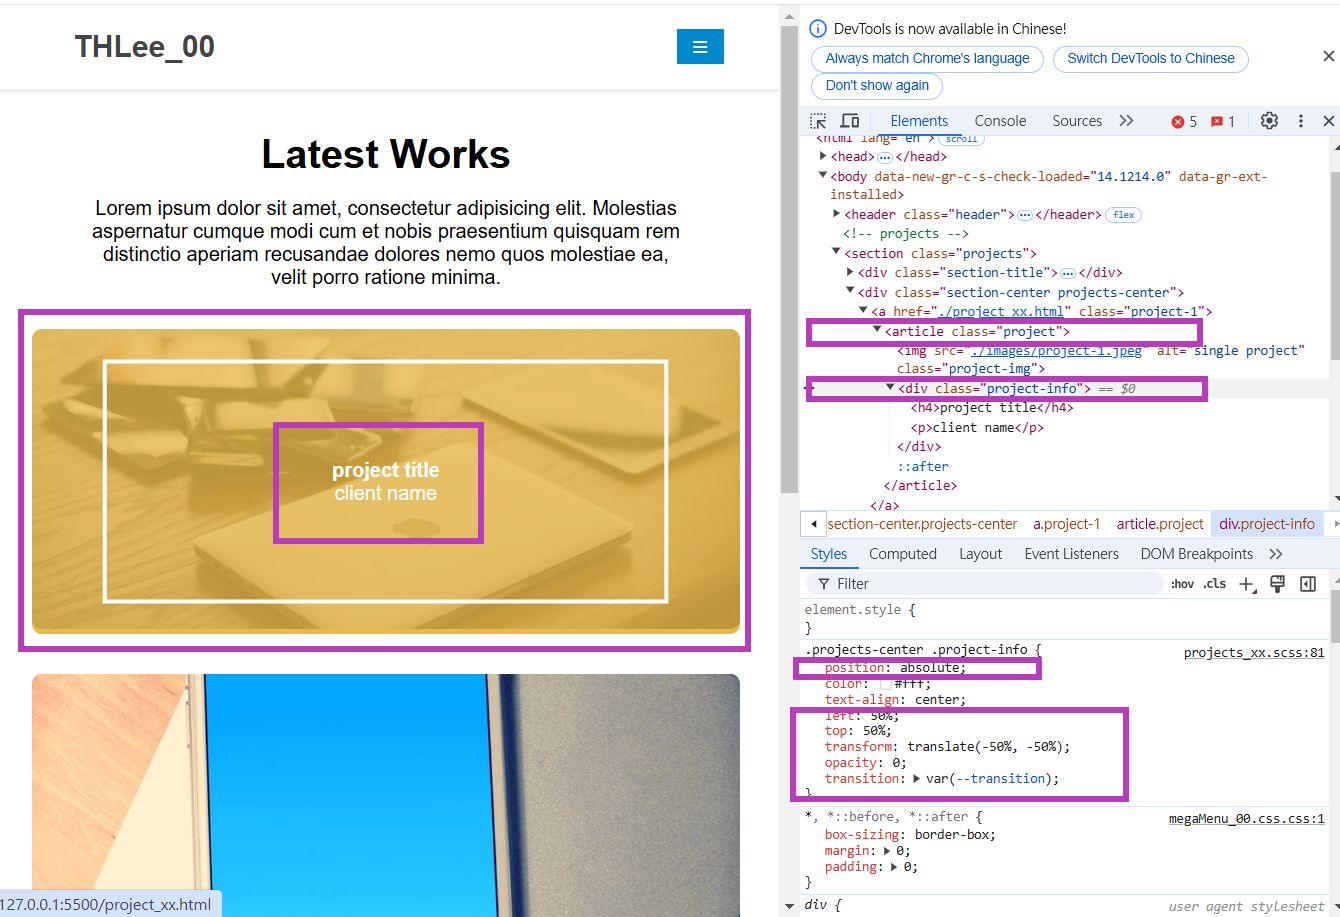 THLee_00
Latest Works
Lorem ipsum dolor sit amet, consectetur adipisicing elit. Molestias
aspernatur cumque modi cum et nobis praesentium quisquam rem
distinctio aperiam recusandae dolores nemo quos molestiae ea,
velit porro ratione minima.
project title
client name
127.0.0.1:5500/project_xx.html
DevTools is now available in Chinese!
Always match Chrome's language
Switch DevTools to Chinese
Don't show again
Elements Console Sources 5 1
<html lang="en"> scroll
<head> ⋯ </head>
<body data-new-gr-c-s-check-loaded="14.1214.0" data-gr-ext-
installed>
<header class="header"> ⋯ </header> flex
<!-- projects -->
<section class="projects">
<div class="section-title"> ⋯ </div>
<div class="section-center projects-center">
<a href="./project_xx.html" class="project-1">
<article class="project">
<img src="./images/project-1.jpeg" alt="single project"
class="project-img">
<div class="project-info"> == $0
<h4>project title</h4>
<p>client name</p>
</div>
::after
</article>
</a>
section-center.projects-center a.project-1 article.project div.project-info
Styles Computed Layout Event Listeners DOM Breakpoints
Filter :hov .cls
element.style {
}
.projects-center .project-info { projects_xx.scss:81
position: absolute;
color: #fff;
text-align: center;
left: 50%;
top: 50%;
transform: translate(-50%, -50%);
opacity: 0;
transition: var(--transition);
}
*, *::before, *::after { megaMenu_00.css.css:1
box-sizing: border-box;
margin: 0;
padding: 0;
}
div { user agent stylesheet